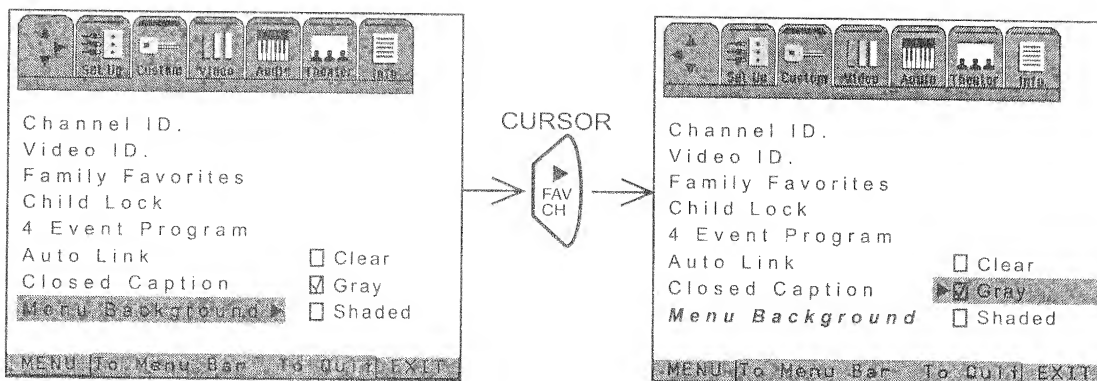 Set Up Custom Video Audio Theater Info
Channel ID.
Video ID.
Family Favorites
Child Lock
4 Event Program
Auto Link
Clear
Closed Caption
Gray
Menu Background
Shaded
MENU To Menu Bar To Quit EXIT
CURSOR
FAV
CH
Set Up Custom Video Audio Theater Info
Channel ID.
Video ID.
Family Favorites
Child Lock
4 Event Program
Auto Link
Clear
Closed Caption
Gray
Menu Background
Shaded
MENU To Menu Bar To Quit EXIT